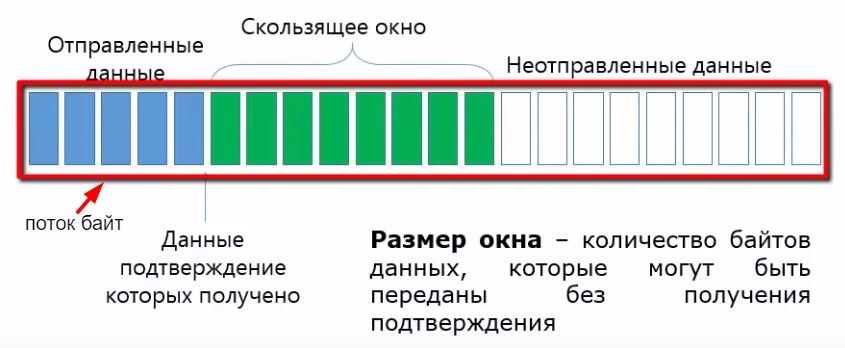 Отправленные
данные
Скользящее окно
Неотправленные данные
поток байт
Данные
подтверждение
которых получено
Размер окна – количество байтов
данных, которые могут быть
переданы без получения
подтверждения